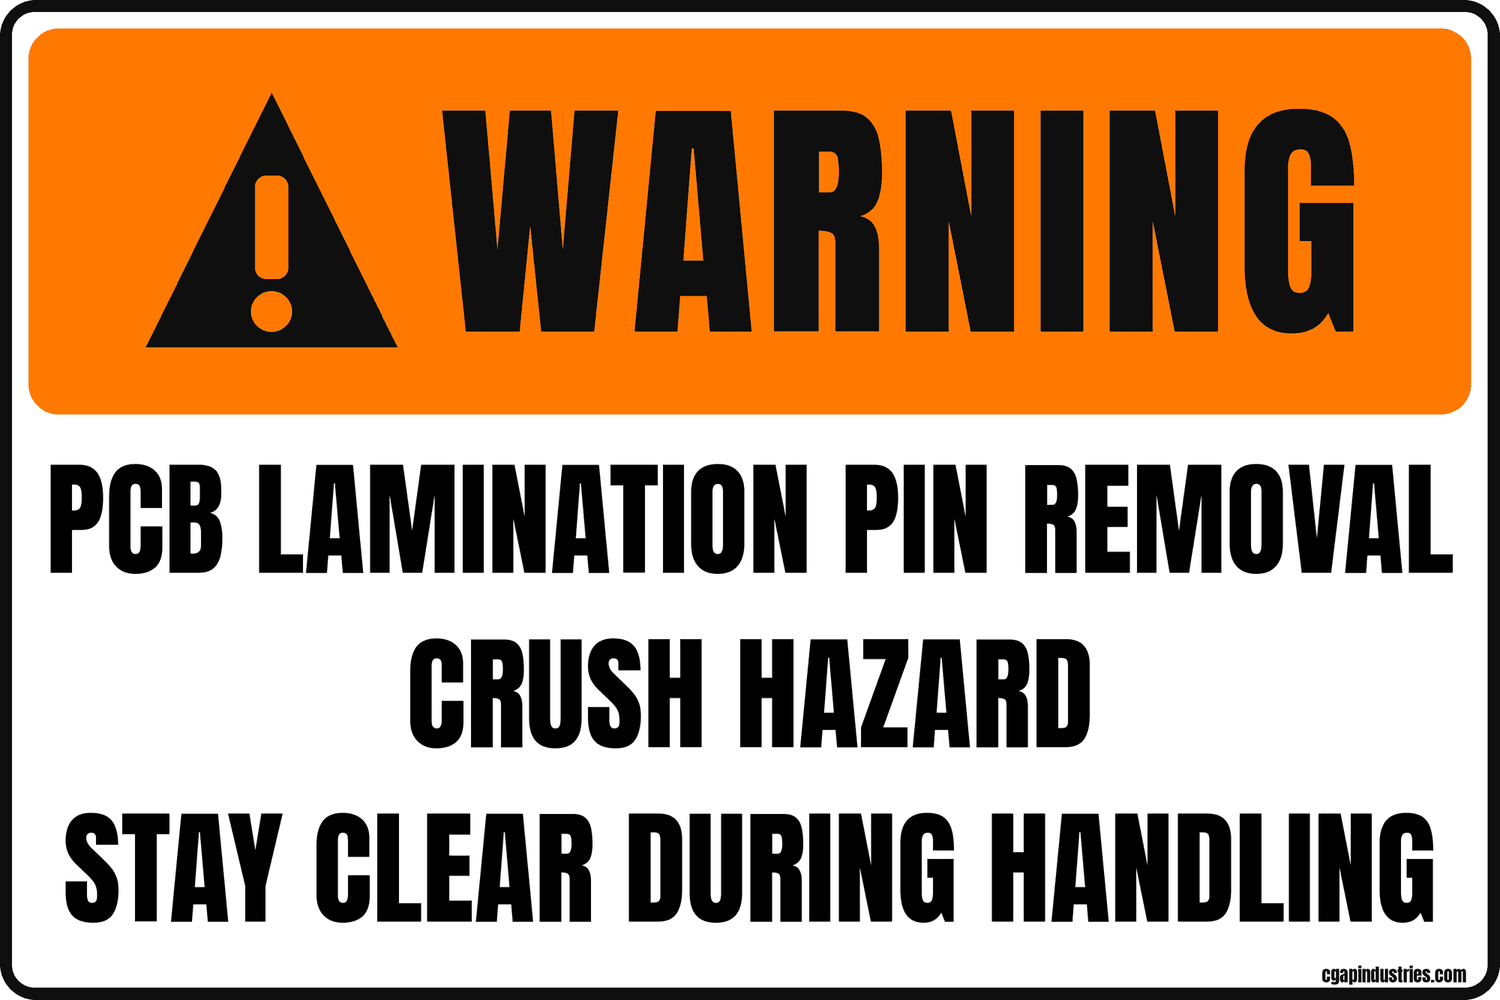 WARNING
PCB LAMINATION PIN REMOVAL
CRUSH HAZARD
STAY CLEAR DURING HANDLING
cgapindustries.com